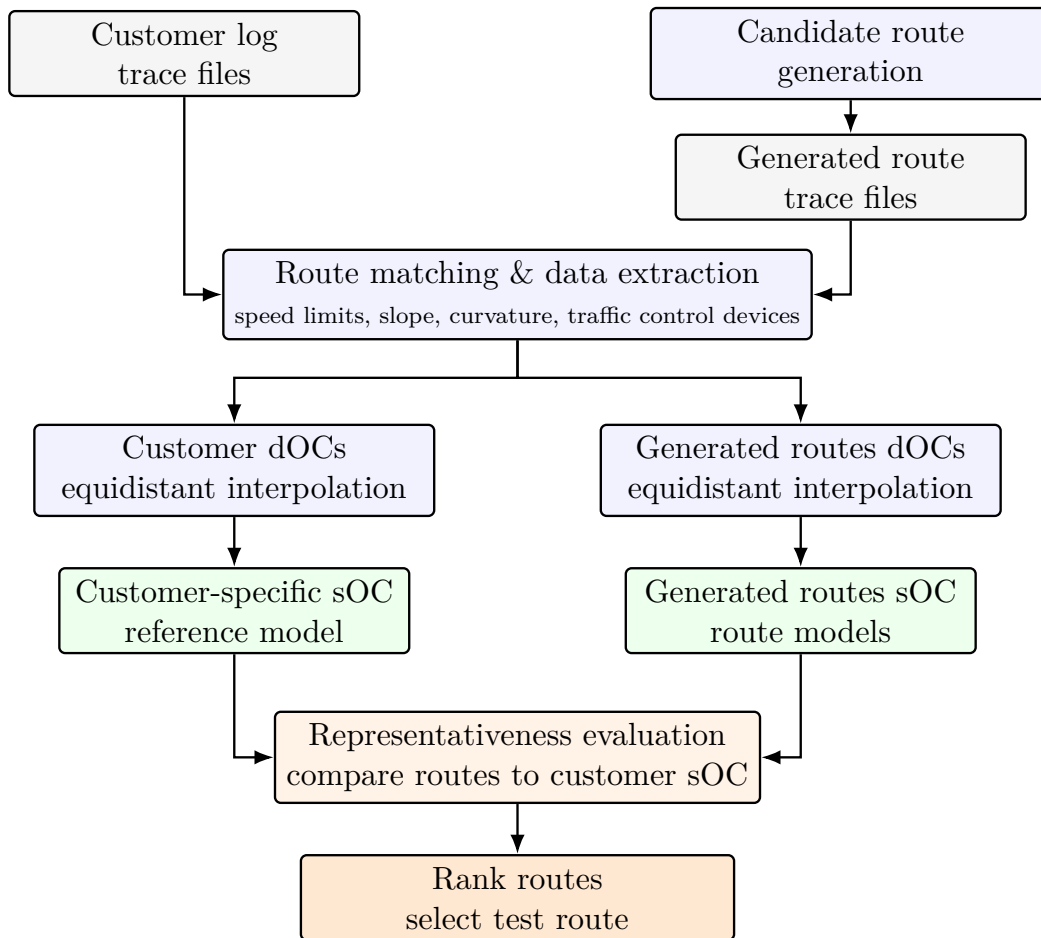 Customer log
trace files
Candidate route
generation
Generated route
trace files
Route matching & data extraction
speed limits, slope, curvature, traffic control devices
Customer dOCs
equidistant interpolation
Generated routes dOCs
equidistant interpolation
Customer-specific sOC
reference model
Generated routes sOC
route models
Representativeness evaluation
compare routes to customer sOC
Rank routes
select test route